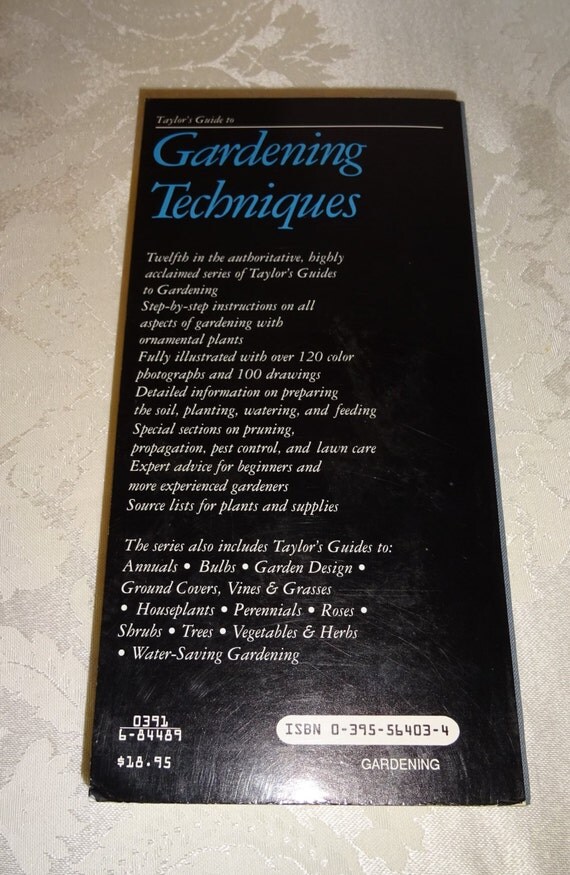 Taylor's Guide to
Gardening
Techniques
Twelfth in the authoritative, highly
acclaimed series of Taylor's Guides
to Gardening
Step-by-step instructions on all
aspects of gardening with
ornamental plants
Fully illustrated with over 120 color
photographs and 100 drawings
Detailed information on preparing
the soil, planting, watering, and feeding
Special sections on pruning,
propagation, pest control, and lawn care
Expert advice for beginners and
more experienced gardeners
Source lists for plants and supplies
The series also includes Taylor's Guides to:
Annuals • Bulbs • Garden Design •
Ground Covers, Vines & Grasses
• Houseplants • Perennials • Roses •
Shrubs • Trees • Vegetables & Herbs
• Water-Saving Gardening
0391
6-84489
$18.95
ISBN 0-395-56403-4
GARDENING